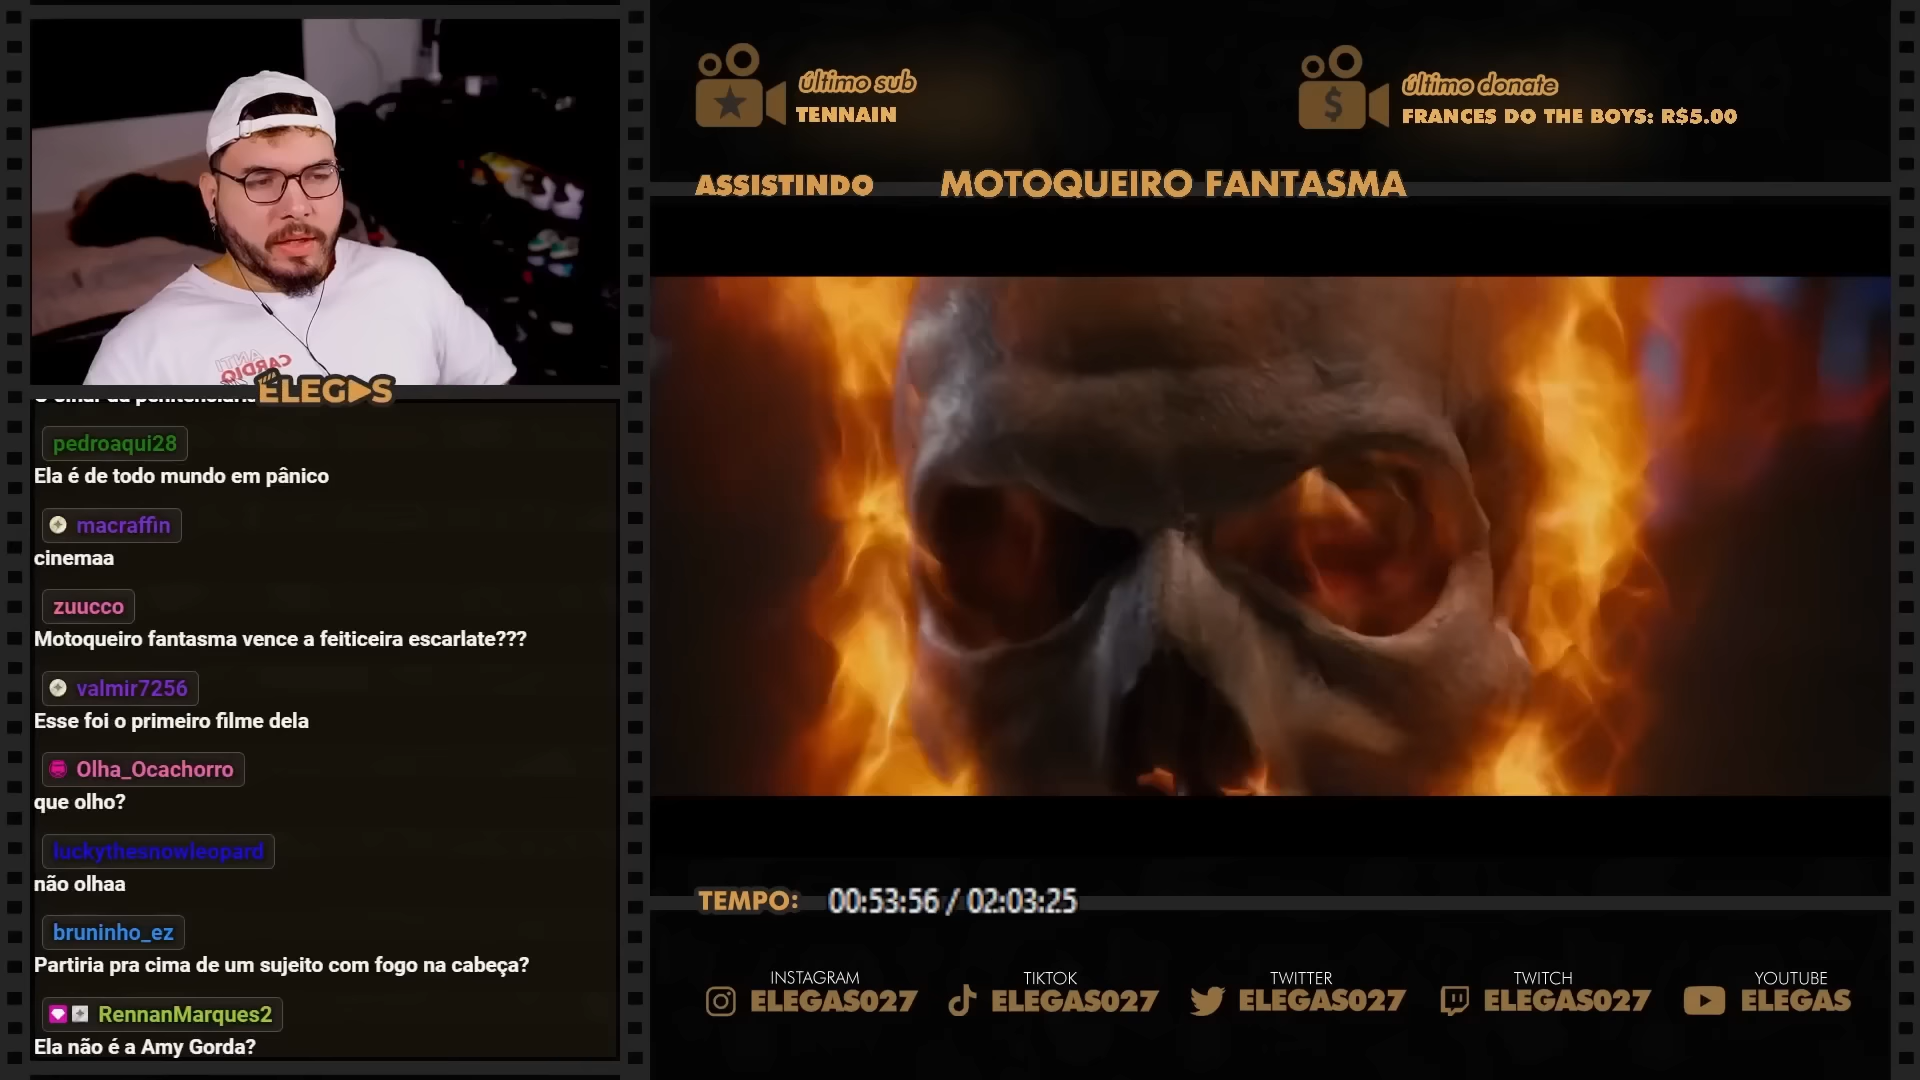 último sub
TENNAIN
último donate
FRANCES DO THE BOYS: R$5.00
ASSISTINDO MOTOQUEIRO FANTASMA
ANTI
CARDIO
ELEGAS
pedroaqui28
Ela é de todo mundo em pânico
macraffin
cinemaa
zuucco
Motoqueiro fantasma vence a feiticeira escarlate???
valmir7256
Esse foi o primeiro filme dela
Olha_Ocachorro
que olho?
luckythesnowleopard
não olhaa
bruninho_ez
Partiria pra cima de um sujeito com fogo na cabeça?
RennanMarques2
Ela não é a Amy Gorda?
TEMPO: 00:53:56 / 02:03:25
INSTAGRAM
ELEGAS027
TIKTOK
ELEGAS027
TWITTER
ELEGAS027
TWITCH
ELEGAS027
YOUTUBE
ELEGAS